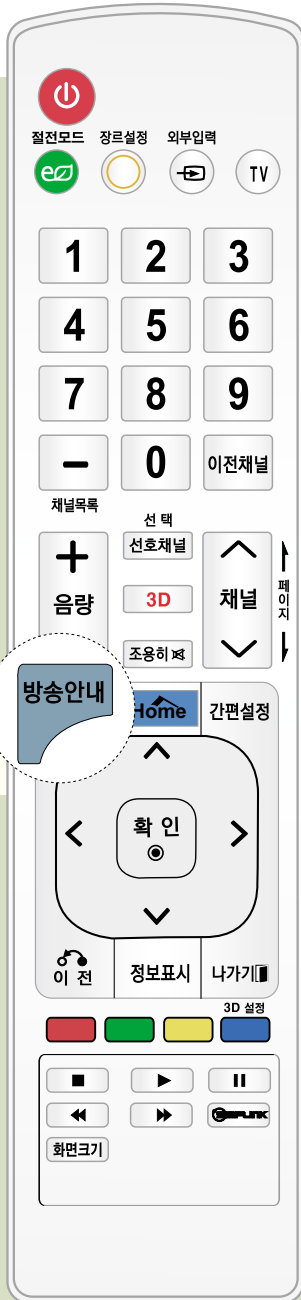 절전모드 장르설정 외부입력
eco TV
1 2 3
4 5 6
7 8 9
- 0 이전채널
채널목록 선 택
+ 음량 선호채널 채널 페이지
3D
조용히
방송안내 Home 간편설정
확 인
이 전 정보표시 나가기
3D 설정
SIMPLINK
화면크기